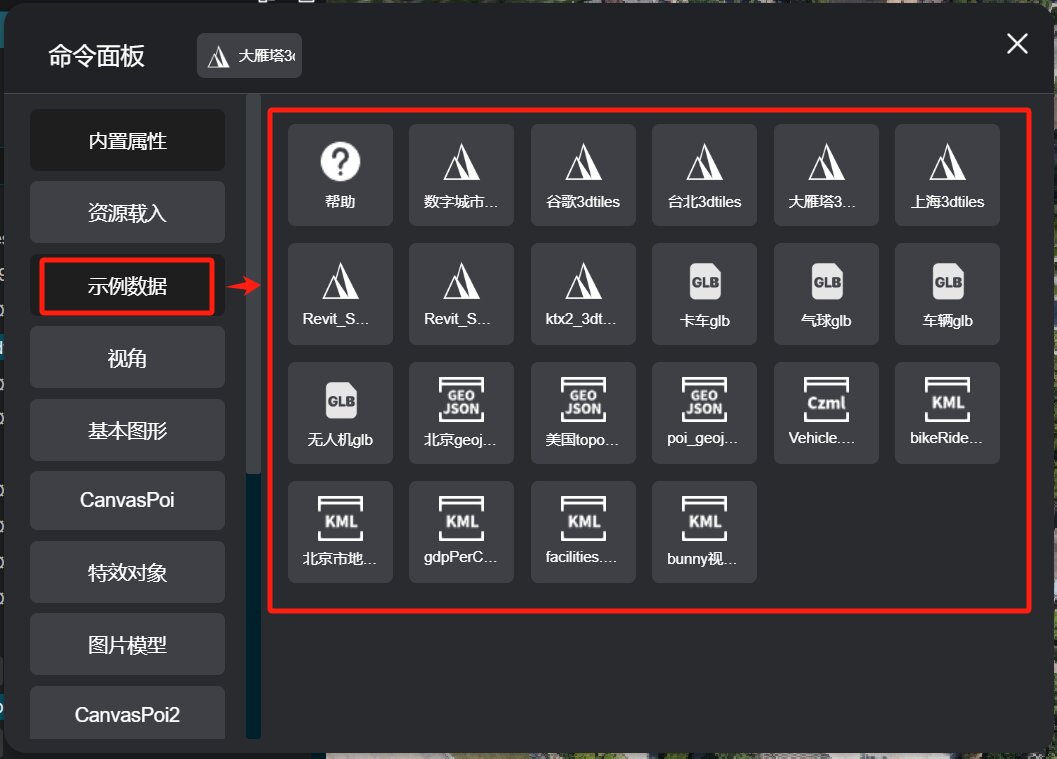 命令面板
大雁塔3
内置属性
资源载入
示例数据
视角
基本图形
CanvasPoi
特效对象
图片模型
CanvasPoi2
?
帮助
数字城市...
谷歌3dtiles
台北3dtiles
大雁塔3...
上海3dtiles
Revit_S...
Revit_S...
ktx2_3dt...
GLB
卡车glb
GLB
气球glb
GLB
车辆glb
GLB
无人机glb
GEO
JSON
北京geoj...
GEO
JSON
美国topo...
GEO
JSON
poi_geoj...
Czml
Vehicle....
KML
bikeRide...
KML
北京市地...
KML
gdpPerC...
KML
facilities....
KML
bunny视...